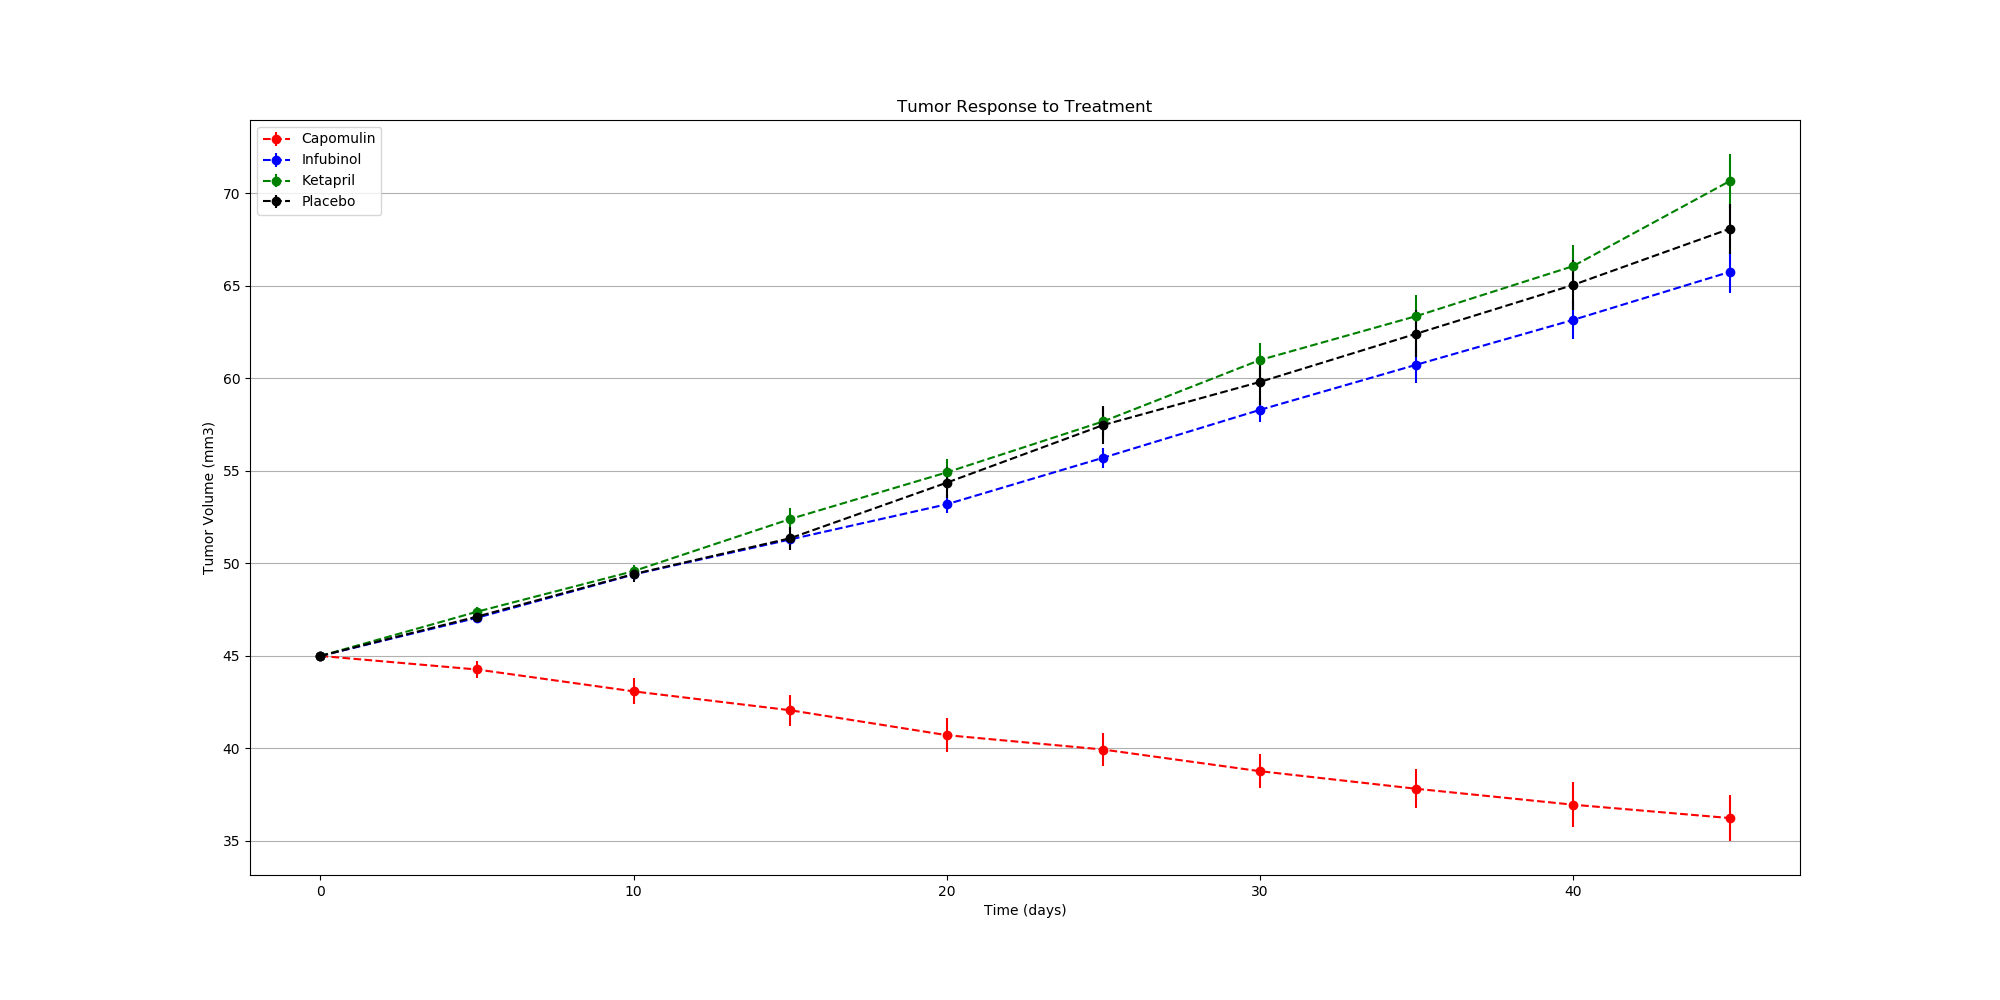 Tumor Response to Treatment
Capomulin
Infubinol
Ketapril
Placebo
70
65
60
55
50
45
40
35
Tumor Volume (mm3)
0 10 20 30 40
Time (days)